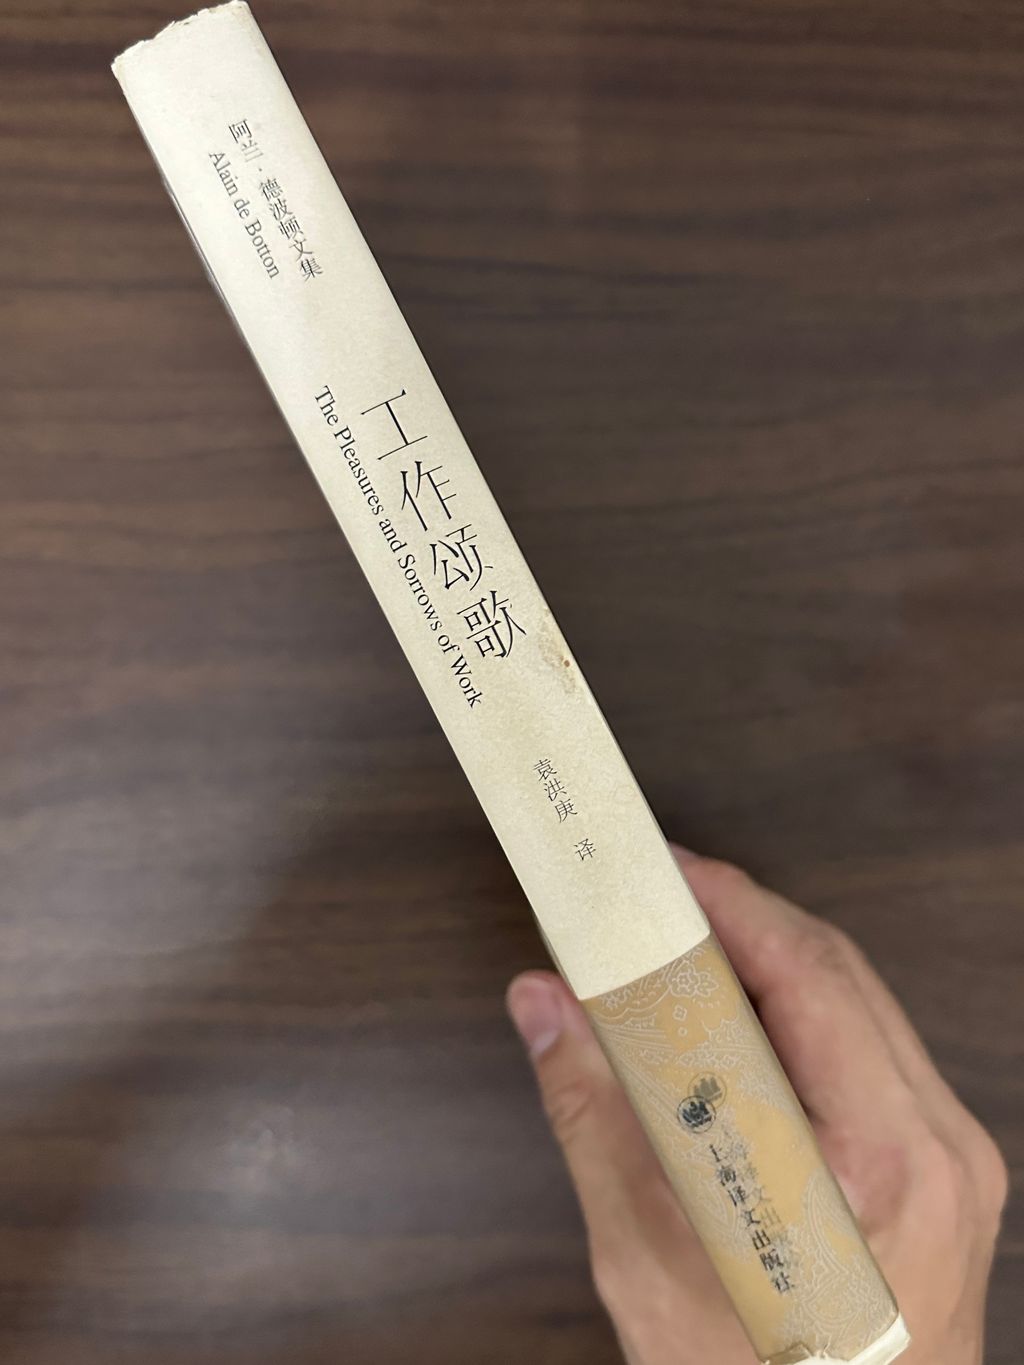 阿兰·德波顿文集
Alain de Botton
工作颂歌
The Pleasures and Sorrows of Work
袁洪庚 译
上海译文出版社